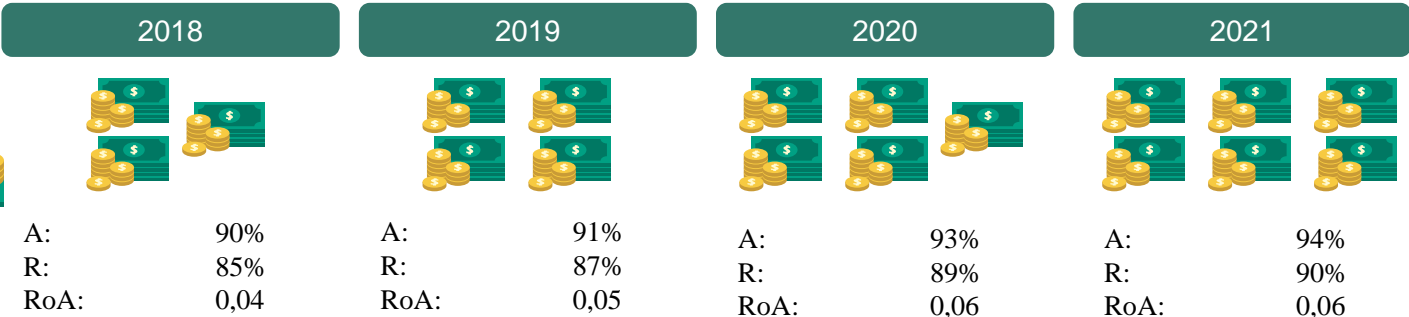 2018
2019
2020
2021
A: 90%
R: 85%
RoA: 0,04
A: 91%
R: 87%
RoA: 0,05
A: 93%
R: 89%
RoA: 0,06
A: 94%
R: 90%
RoA: 0,06